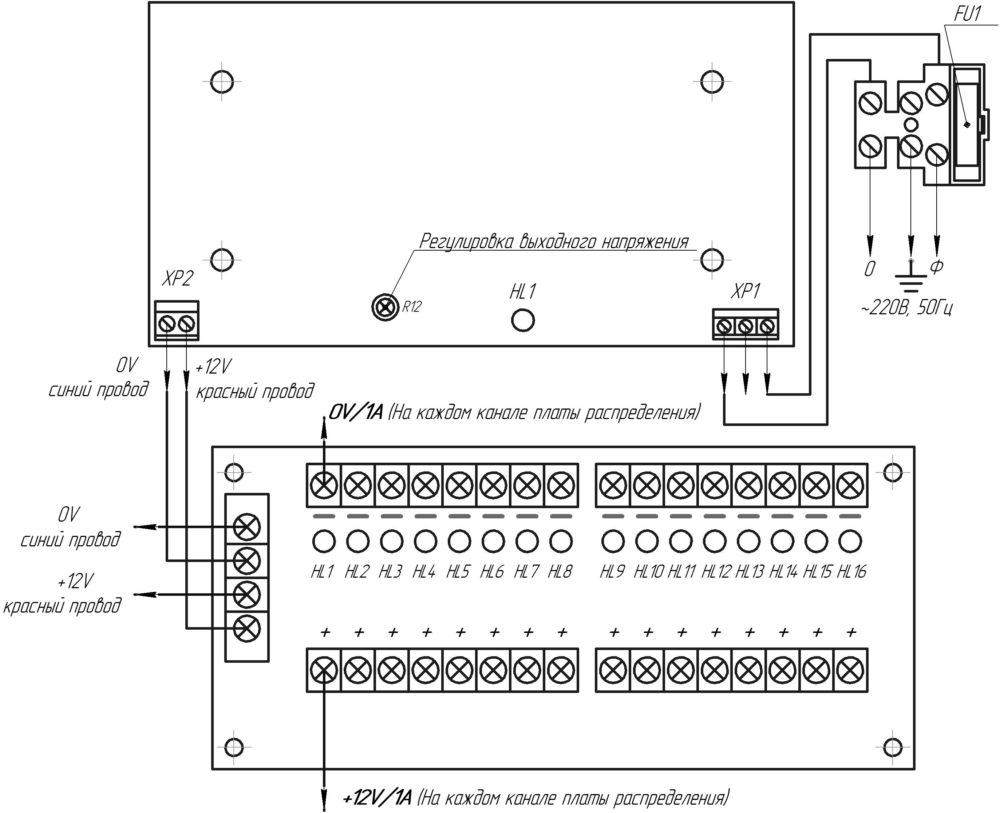 FU1
Регулировка выходного напряжения
О
Ф
~220В, 50Гц
XP2
R12
HL1
XP1
0V
синий провод
+12V
красный провод
0V/1A (На каждом канале платы распределения)
0V
синий провод
+12V
красный провод
HL1 HL2 HL3 HL4 HL5 HL6 HL7 HL8 HL9 HL10 HL11 HL12 HL13 HL14 HL15 HL16
+ + + + + + + + + + + + + + + +
+12V/1A (На каждом канале платы распределения)